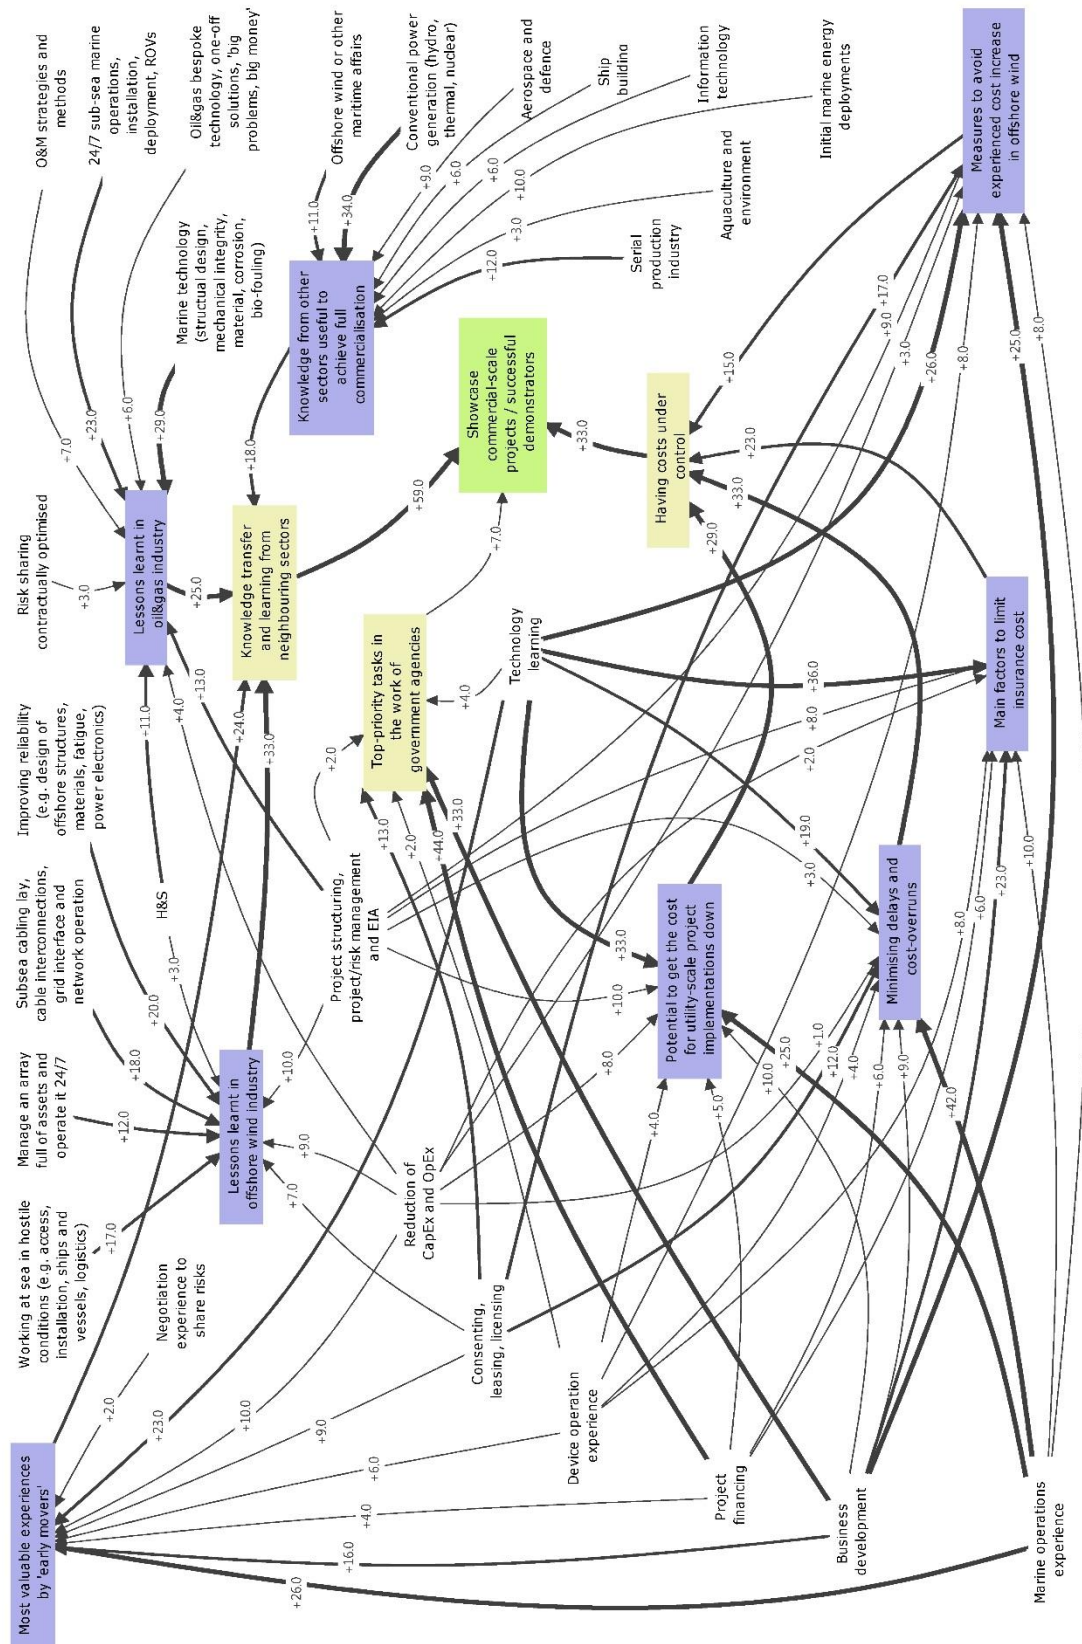 Most valuable experiences
by 'early movers'
Working at sea in hostile
conditions (e.g. access,
installation, ships and
vessels, logistics)
Manage an array
full of assets and
operate it 24/7
Subsea cabling lay,
cable interconnections,
grid interface and
network operation
Improving reliability
(e.g. design of
offshore structures,
materials, fatigue,
power electronics)
Risk sharing
contractually optimised
O&M strategies and
methods
24/7 sub-sea marine
operations,
installation,
deployment, ROVs
Oil&gas bespoke
technology, one-off
solutions, 'big
problems, big money'
Marine technology
(structual design,
mechanical integrity,
material, corrosion,
bio-fouling)
Negotiation
experience to
share risks
H&S
Lessons learnt in
oil&gas industry
Lessons learnt in
offshore wind industry
Knowledge transfer
and learning from
neighbouring sectors
Knowledge from other
sectors useful to
achieve full
commercialisation
Offshore wind or other
maritime affairs
Conventional power
generation (hydro,
thermal, nuclear)
Aerospace and
defence
Ship
building
Information
technology
Initial marine emergy
deployments
Aquaculture and
environment
Serial
production
industry
Project structuring,
project/risk management
and EIA
Top-priority tasks in
the work of
government agencies
Showcase
commercial-scale
projects / successful
demonstrators
Reduction of
CapEx and OpEx
Consenting,
leasing, licensing
Technology
learning
Device operation
experience
Having costs under
control
Project
financing
Potential to get the cost
for utility-scale project
implementations down
Business
development
Minimising delays and
cost-overruns
Marine operations
experience
Main factors to limit
insurance cost
Measures to avoid
experienced cost increase
in offshore wind
+2.0
+23.0
+10.0
+9.0
+6.0
+4.0
+16.0
+26.0
+17.0
+12.0
+18.0
+20.0
+3.0
+10.0
+9.0
+7.0
+11.0
+4.0
+13.0
+3.0
+7.0
+23.0
+6.0
+29.0
+24.0
+33.0
+25.0
+18.0
+11.0
+34.0
+9.0
+6.0
+6.0
+10.0
+3.0
+12.0
+59.0
+7.0
+33.0
+2.0
+4.0
+13.0
+2.0
+44.0
+33.0
+29.0
+33.0
+23.0
+15.0
+33.0
+10.0
+8.0
+4.0
+5.0
+10.0
+25.0
+19.0
+3.0
+1.0
+12.0
+4.0
+6.0
+9.0
+42.0
+36.0
+8.0
+2.0
+8.0
+6.0
+23.0
+10.0
+17.0
+9.0
+3.0
+26.0
+8.0
+25.0
+8.0